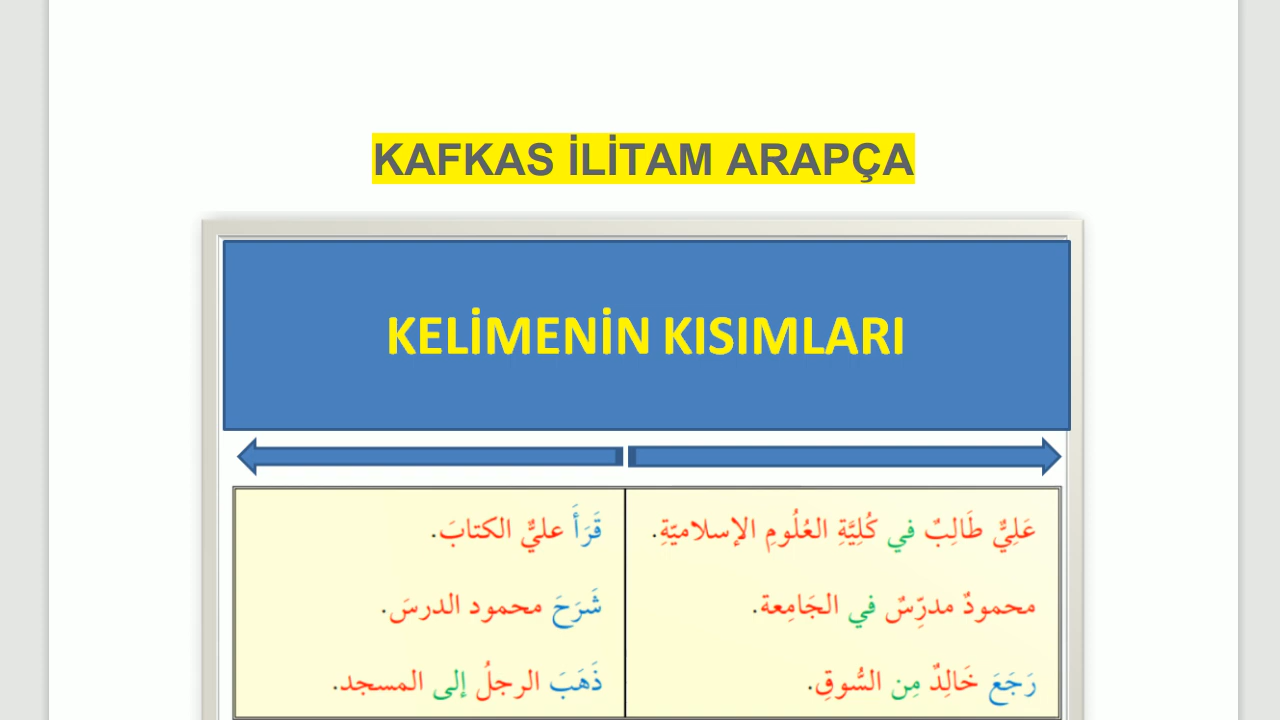 KAFKAS İLİTAM ARAPÇA
KELİMENİN KISIMLARI
عَلِيٌّ طَالِبٌ في كُلِيَّةِ العُلُومِ الإسلاميّةِ.
قَرَأَ عليٌّ الكتابَ.
محمودٌ مدرّسٌ في الجَامِعة.
شَرَحَ محمود الدرسَ.
رَجَعَ خَالِدٌ مِن السُّوقِ.
ذَهَبَ الرجلُ إلى المسجد.